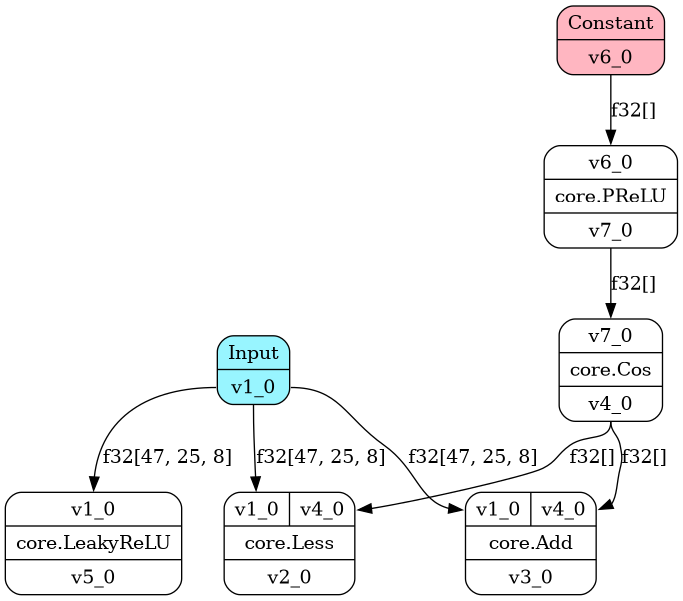 Constant
v6_0
f32[]
v6_0
core.PReLU
v7_0
f32[]
v7_0
core.Cos
v4_0
Input
v1_0
f32[47, 25, 8]
f32[47, 25, 8]
f32[47, 25, 8]
f32[]
f32[]
v1_0
core.LeakyReLU
v5_0
v1_0 v4_0
core.Less
v2_0
v1_0 v4_0
core.Add
v3_0